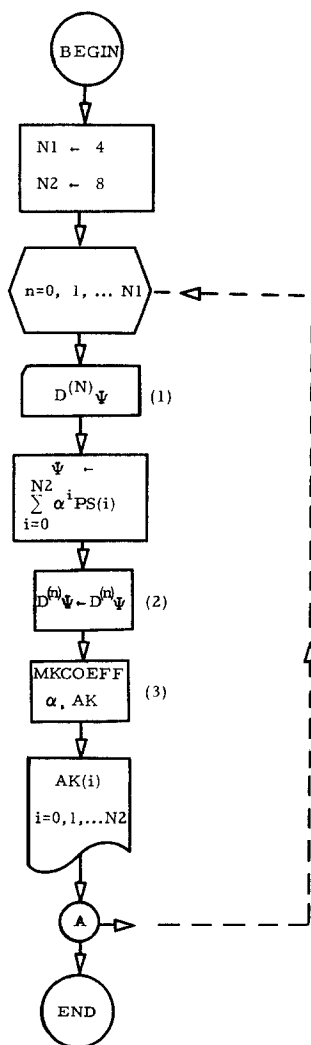 BEGIN
N1 ← 4
N2 ← 8
n=0, 1, ... N1
D(N) Ψ (1)
Ψ ←
N2
∑ αiPS(i)
i=0
D(n)Ψ←D(n)Ψ (2)
MKCOEFF
α, AK (3)
AK(i)
i=0,1,...N2
A
END